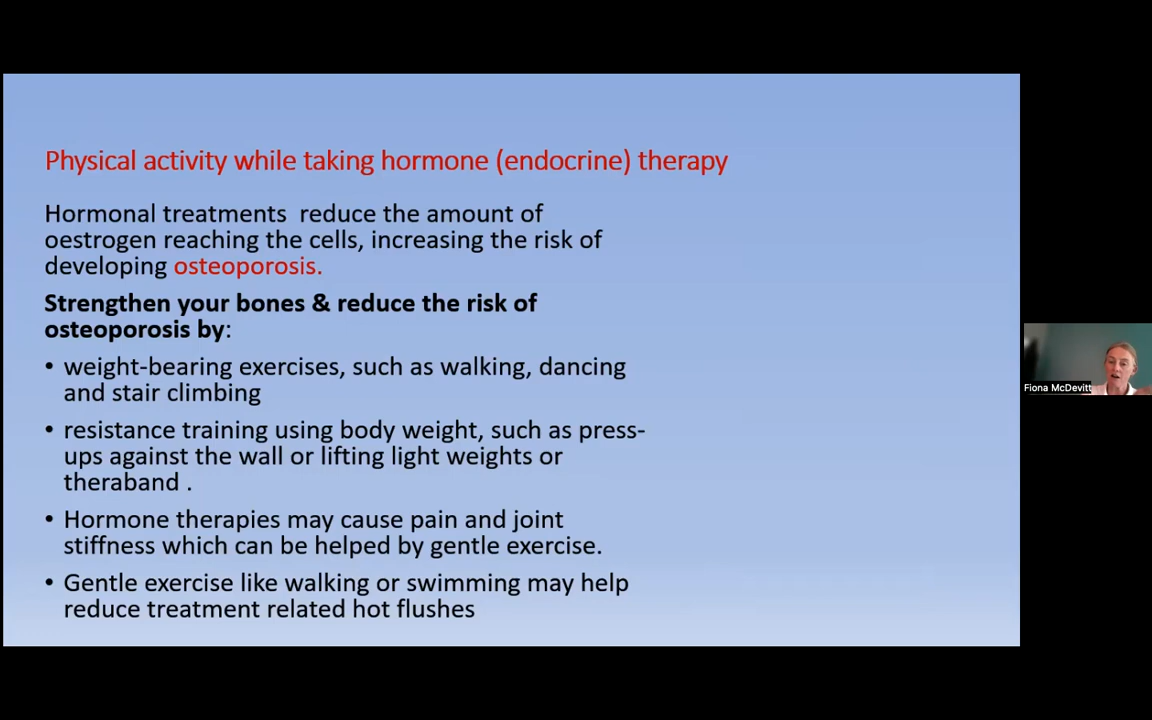 Physical activity while taking hormone (endocrine) therapy
Hormonal treatments  reduce the amount of
oestrogen reaching the cells, increasing the risk of
developing osteoporosis.
Strengthen your bones & reduce the risk of
osteoporosis by:
• weight-bearing exercises, such as walking, dancing
and stair climbing
• resistance training using body weight, such as press-
ups against the wall or lifting light weights or
theraband .
• Hormone therapies may cause pain and joint
stiffness which can be helped by gentle exercise.
• Gentle exercise like walking or swimming may help
reduce treatment related hot flushes
Fiona McDevitt